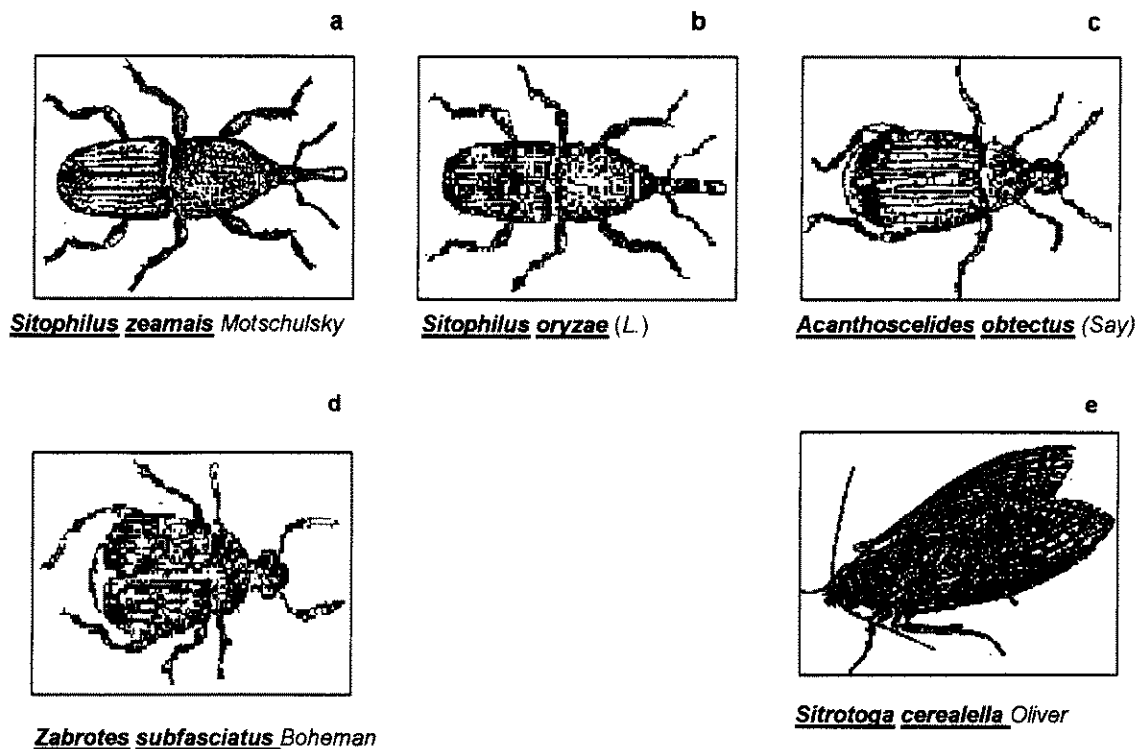 a
b
c
Sitophilus zeamais Motschulsky
Sitophilus oryzae (L.)
Acanthoscelides obtectus (Say)
d
e
Zabrotes subfasciatus Boheman
Sitrotoga cerealella Oliver